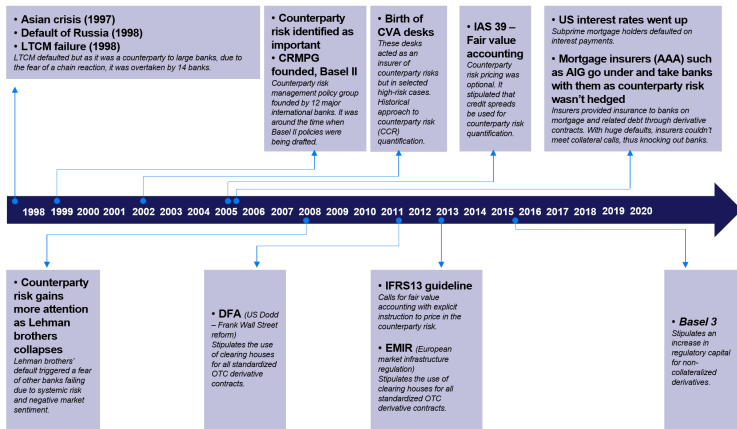 • Asian crisis (1997)
• Default of Russia (1998)
• LTCM failure (1998)
LTCM defaulted but as it was a counterparty to large banks, due to
the fear of a chain reaction, it was overtaken by 14 banks.
• Counterparty
risk identified as
important
• CRMPG
founded, Basel II
Counterparty risk
management policy group
founded by 12 major
international banks. It was
around the time when
Basel II policies were
being drafted.
• Birth of
CVA desks
These desks
acted as an
insurer of
counterparty risks
but in selected
high-risk cases.
Historical
approach to
counterparty risk
(CCR)
quantification.
• IAS 39 –
Fair value
accounting
Counterparty
risk pricing was
optional. It
stipulated that
credit spreads
be used for
counterparty risk
quantification.
• US interest rates went up
Subprime mortgage holders defaulted on
interest payments.
• Mortgage insurers (AAA) such
as AIG go under and take banks
with them as counterparty risk
wasn't hedged
Insurers provided insurance to banks on
mortgage and related debt through derivative
contracts. With huge defaults, insurers couldn't
meet collateral calls, thus knocking out banks.
1998 1999 2000 2001 2002 2003 2004 2005 2006 2007 2008 2009 2010 2011 2012 2013 2014 2015 2016 2017 2018 2019 2020
• Counterparty
risk gains
more attention
as Lehman
brothers
collapses
Lehman brothers'
default triggered a fear
of other banks failing
due to systemic risk
and negative market
sentiment.
• DFA (US Dodd
– Frank Wall Street
reform)
Stipulates the use
of clearing houses
for all standardized
OTC derivative
contracts.
• IFRS13 guideline
Calls for fair value
accounting with explicit
instruction to price in the
counterparty risk.
• EMIR (European
market infrastructure
regulation)
Stipulates the use of
clearing houses for all
standardized OTC
derivative contracts.
• Basel 3
Stipulates an
increase in
regulatory capital
for non-
collateralized
derivatives.